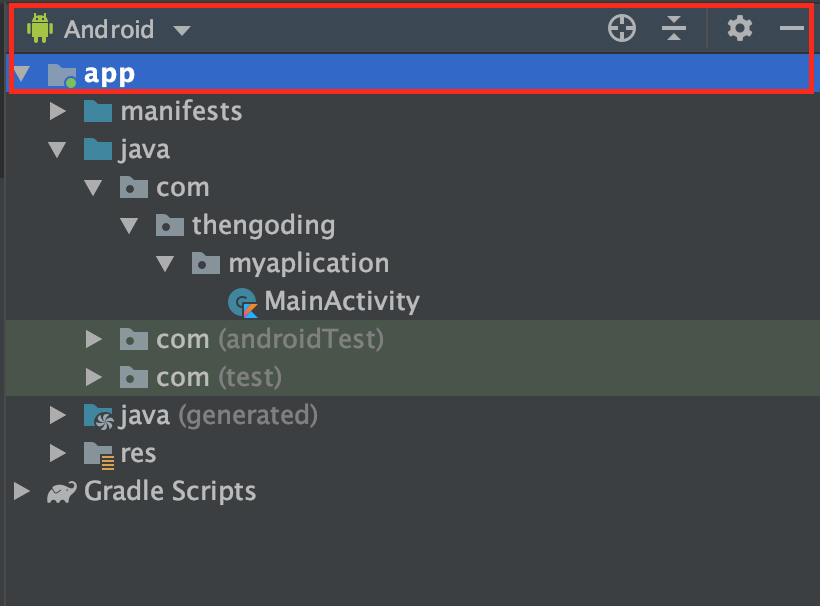 Android
app
manifests
java
com
thengoding
myaplication
MainActivity
com (androidTest)
com (test)
java (generated)
res
Gradle Scripts